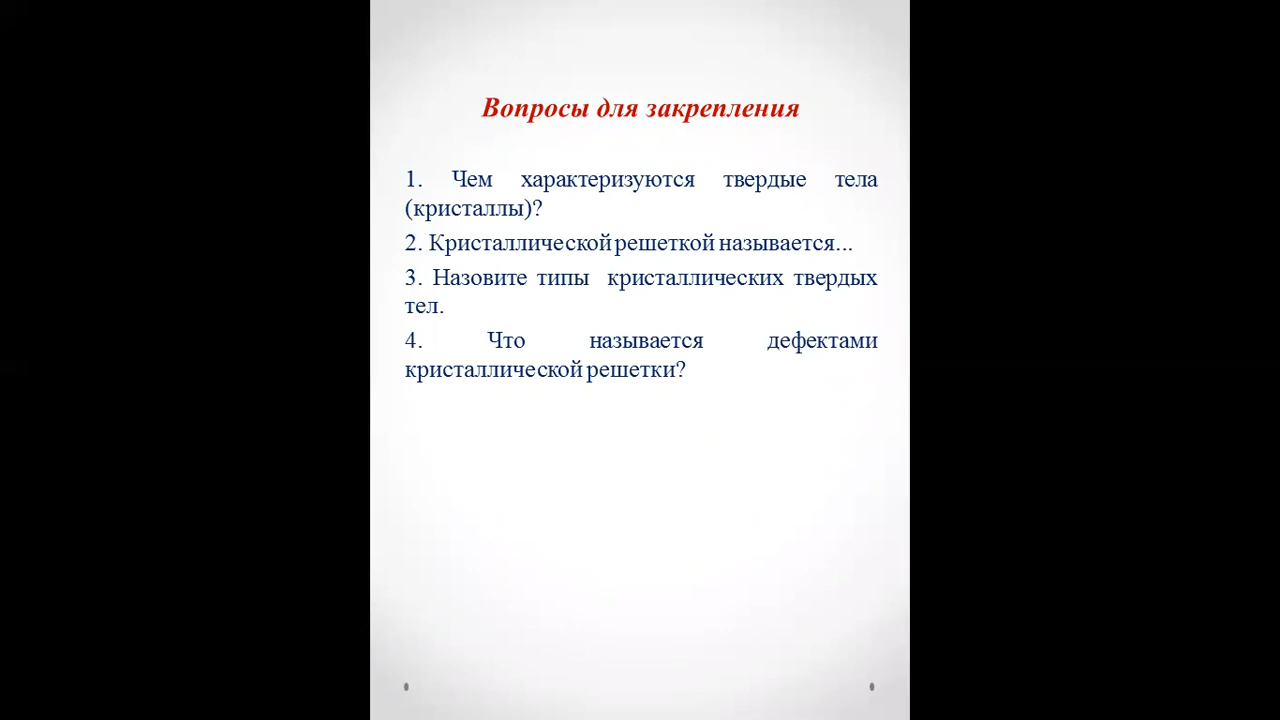 Вопросы для закрепления
1. Чем характеризуются твердые тела
(кристаллы)?
2. Кристаллической решеткой называется...
3. Назовите типы кристаллических твердых
тел.
4. Что называется дефектами
кристаллической решетки?